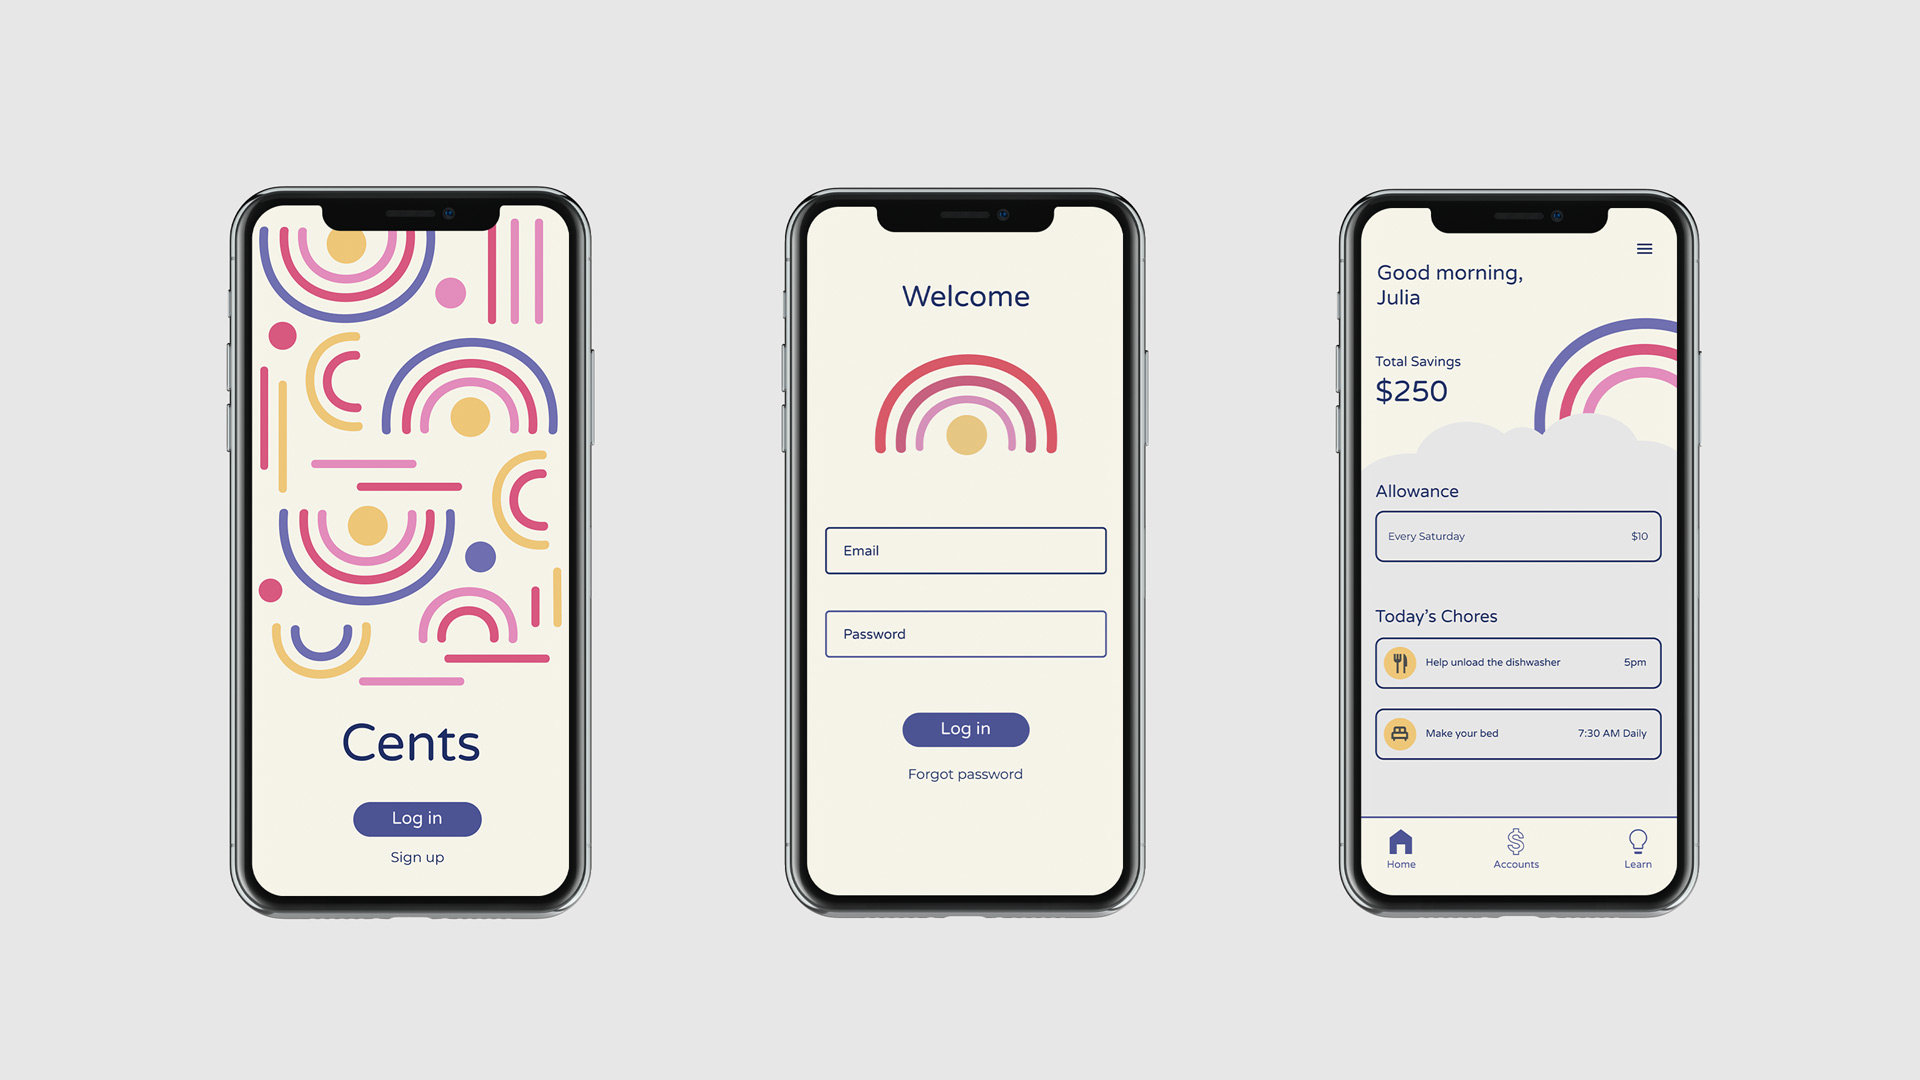 Cents
Log in
Sign up
Welcome
Email
Password
Log in
Forgot password
Good morning,
Julia
Total Savings
$250
Allowance
Every Saturday $10
Today's Chores
Help unload the dishwasher 5pm
Make your bed 7:30 AM Daily
Home Accounts Learn